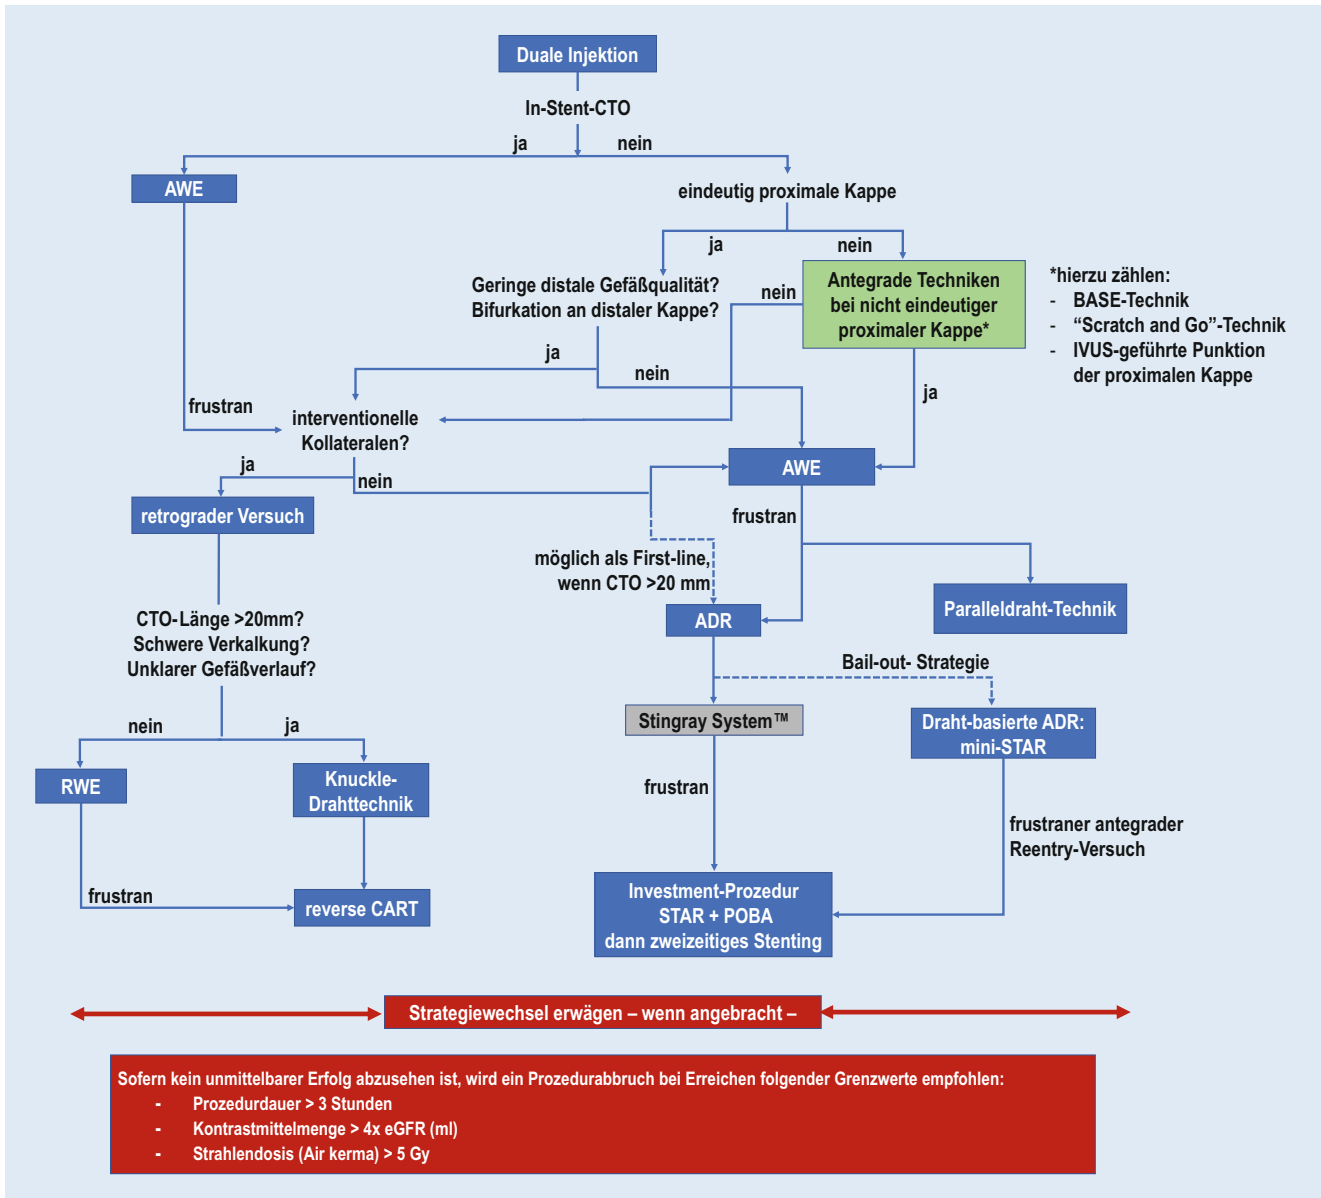 Duale Injektion
In-Stent-CTO
ja
nein
AWE
eindeutig proximale Kappe
ja
nein
Geringe distale Gefäßqualität?
Bifurkation an distaler Kappe?
nein
Antegrade Techniken
bei nicht eindeutiger
proximaler Kappe*
*hierzu zählen:
- BASE-Technik
- “Scratch and Go”-Technik
- IVUS-geführte Punktion
der proximalen Kappe
ja
nein
ja
frustran
interventionelle
Kollateralen?
ja
nein
AWE
retrograder Versuch
frustran
möglich als First-line,
wenn CTO >20 mm
ADR
Paralleldraht-Technik
CTO-Länge >20mm?
Schwere Verkalkung?
Unklarer Gefäßverlauf?
Bail-out- Strategie
Stingray System™
Draht-basierte ADR:
mini-STAR
nein
ja
RWE
Knuckle-
Drahttechnik
frustran
frustraner antegrader
Reentry-Versuch
frustran
reverse CART
Investment-Prozedur
STAR + POBA
dann zweizeitiges Stenting
Strategiewechsel erwägen – wenn angebracht –
Sofern kein unmittelbarer Erfolg abzusehen ist, wird ein Prozedurabbruch bei Erreichen folgender Grenzwerte empfohlen:
- Prozedurdauer > 3 Stunden
- Kontrastmittelmenge > 4x eGFR (ml)
- Strahlendosis (Air kerma) > 5 Gy